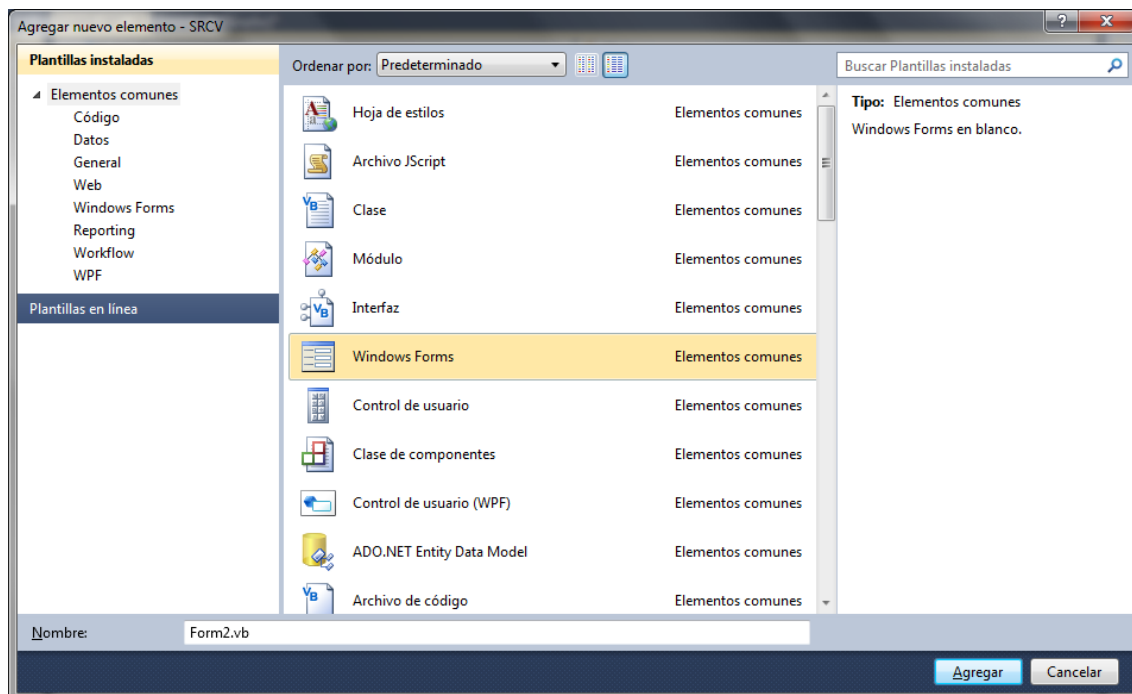 Agregar nuevo elemento - SRCV
Plantillas instaladas
Elementos comunes
Código
Datos
General
Web
Windows Forms
Reporting
Workflow
WPF
Plantillas en línea
Ordenar por: Predeterminado
Hoja de estilos Elementos comunes
Archivo JScript Elementos comunes
Clase Elementos comunes
Módulo Elementos comunes
Interfaz Elementos comunes
Windows Forms Elementos comunes
Control de usuario Elementos comunes
Clase de componentes Elementos comunes
Control de usuario (WPF) Elementos comunes
ADO.NET Entity Data Model Elementos comunes
Archivo de código Elementos comunes
Buscar Plantillas instaladas
Tipo: Elementos comunes
Windows Forms en blanco.
Nombre: Form2.vb
Agregar Cancelar